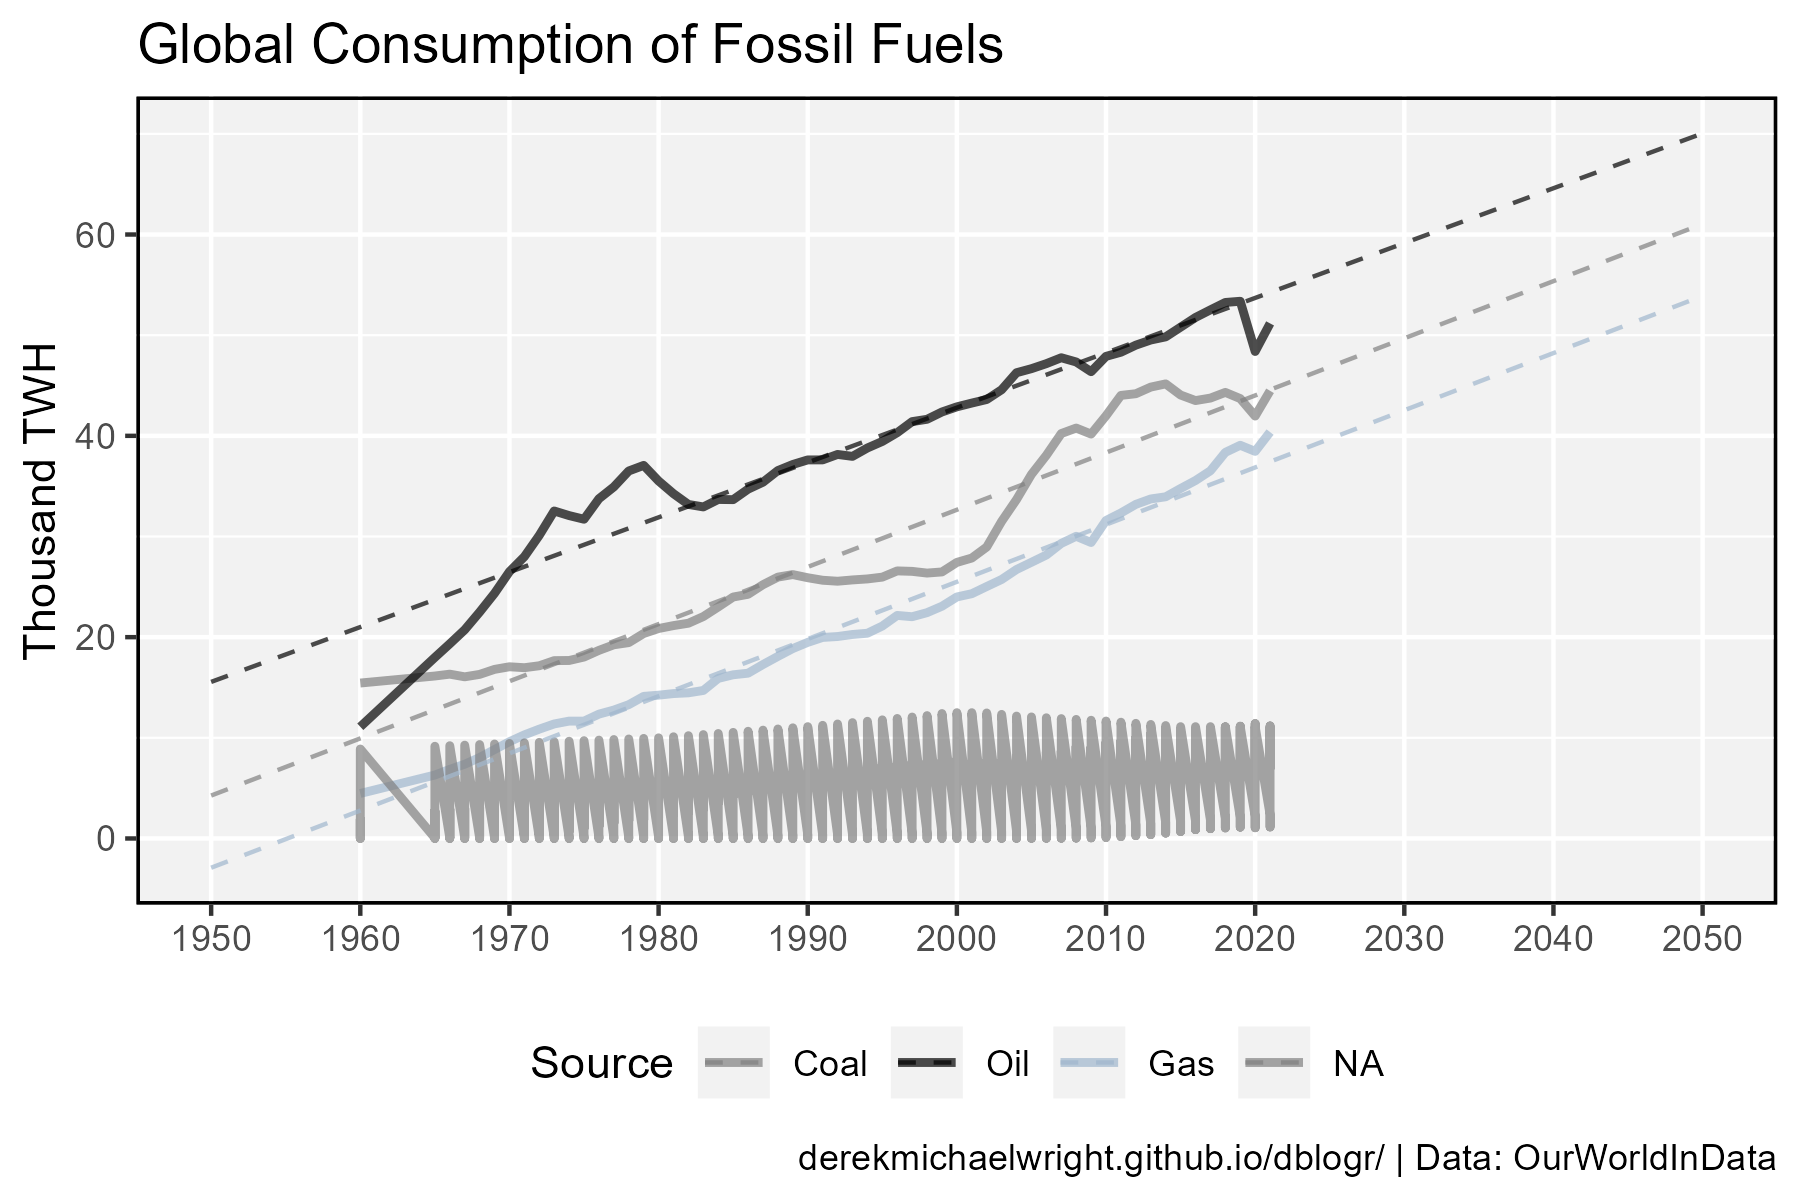 Global Consumption of Fossil Fuels
Thousand TWH
60
40
20
0
1950 1960 1970 1980 1990 2000 2010 2020 2030 2040 2050
Source Coal Oil Gas NA
derekmichaelwright.github.io/dblogr/ | Data: OurWorldInData